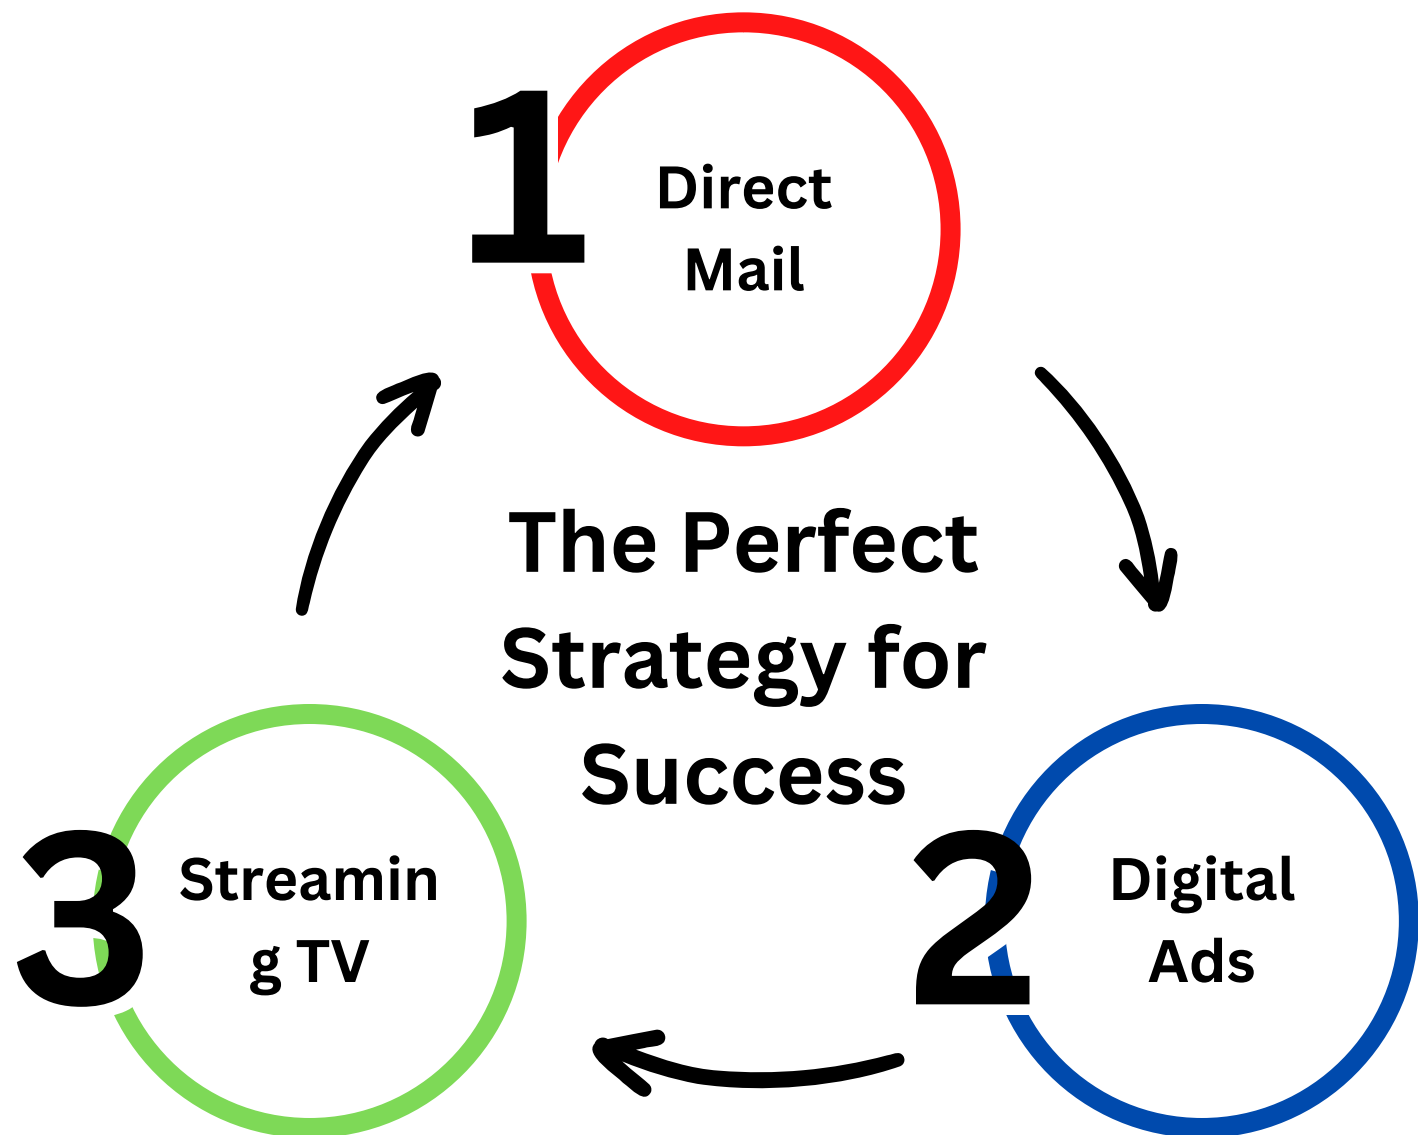 1
Direct
Mail
The Perfect
Strategy for
Success
2
Digital
Ads
3
Streamin
g TV